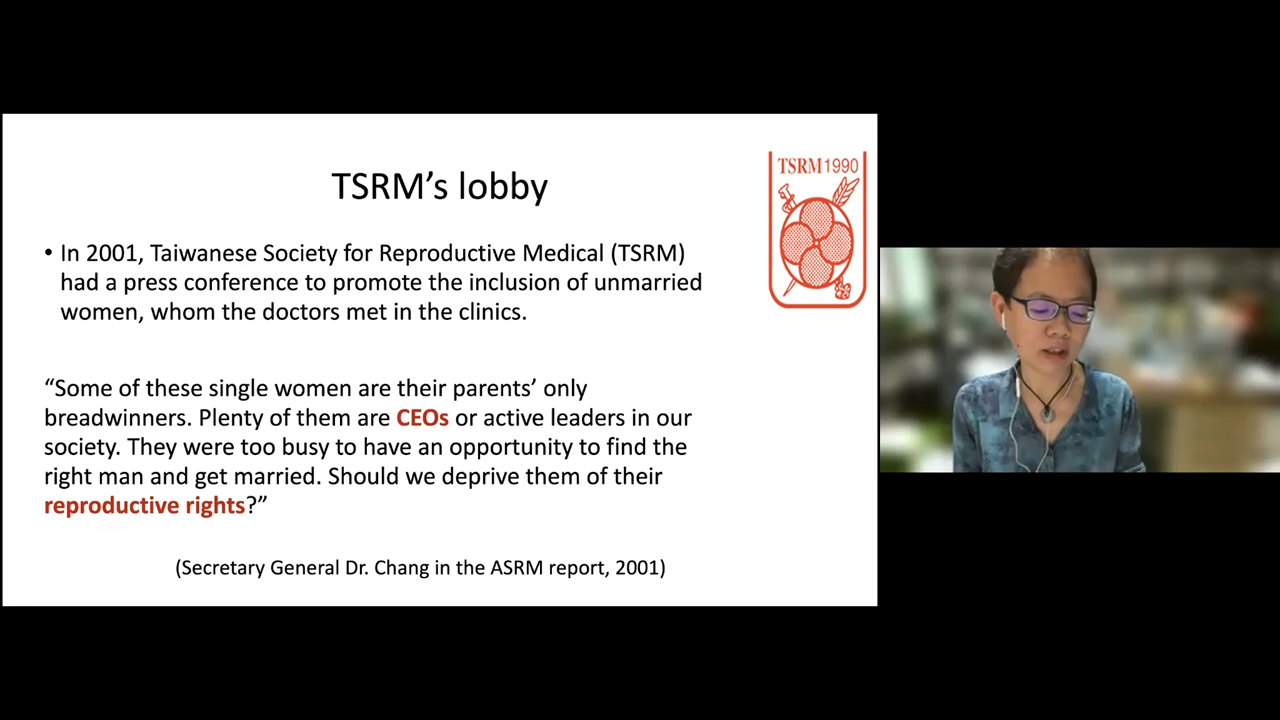 TSRM's lobby
TSRM 1990
• In 2001, Taiwanese Society for Reproductive Medical (TSRM)
had a press conference to promote the inclusion of unmarried
women, whom the doctors met in the clinics.
“Some of these single women are their parents’ only
breadwinners. Plenty of them are CEOs or active leaders in our
society. They were too busy to have an opportunity to find the
right man and get married. Should we deprive them of their
reproductive rights?”
(Secretary General Dr. Chang in the ASRM report, 2001)